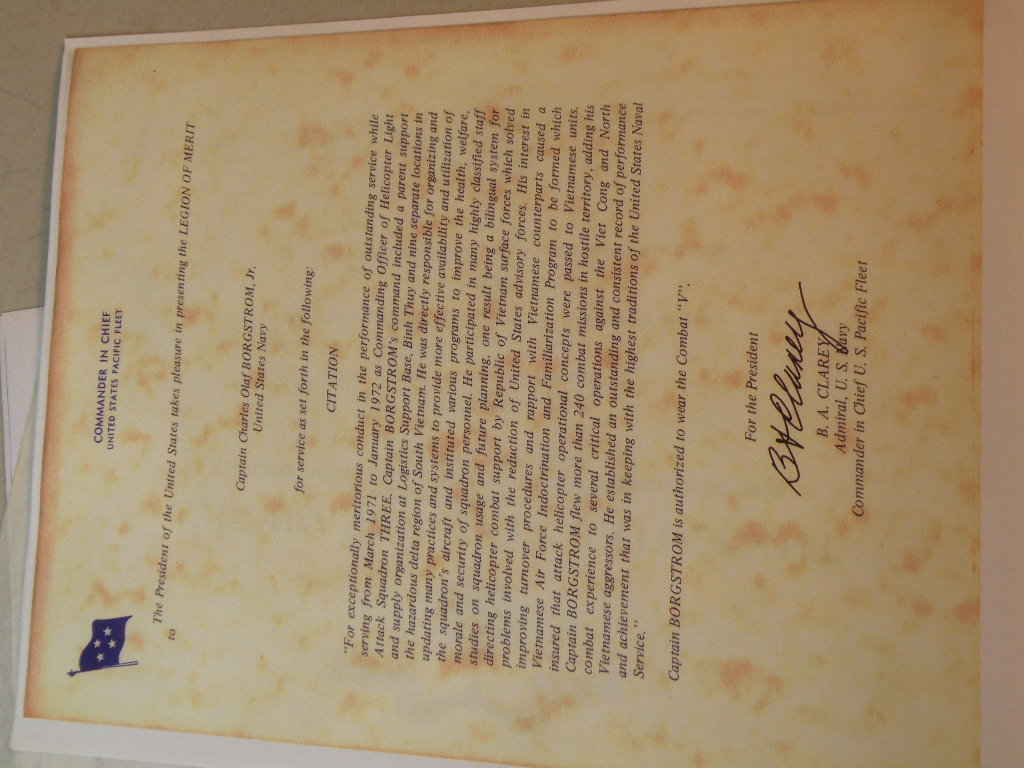 COMMANDER IN CHIEF
UNITED STATES PACIFIC FLEET
The President of the United States takes pleasure in presenting the LEGION OF MERIT
to
Captain Charles Olaf BORGSTROM, Jr.
United States Navy
for service as set forth in the following:
CITATION
"For exceptionally meritorious conduct in the performance of outstanding service while
serving from March 1971 to January 1972 as Commanding Officer of Helicopter Light
Attack Squadron THREE. Captain BORGSTROM's command included a parent support
and supply organization at Logistics Support Base, Binh Thuy and nine separate locations in
the hazardous delta region of South Vietnam. He was directly responsible for organizing and
updating many practices and systems to provide more effective availability and utilization of
the squadron's aircraft and instituted various programs to improve the health, welfare,
morale and security of squadron personnel. He participated in many highly classified staff
studies on squadron usage and future planning, one result being a bilingual system for
directing helicopter combat support by Republic of Vietnam surface forces which solved
problems involved with the reduction of United States advisory forces. His interest in
improving turnover procedures and rapport with Vietnamese counterparts caused a
Vietnamese Air Force Indoctrination and Familiarization Program to be formed which
insured that attack helicopter operational concepts were passed to Vietnamese units.
Captain BORGSTROM flew more than 240 combat missions in hostile territory, adding his
combat experience to several critical operations against the Viet Cong and North
Vietnamese aggressors. He established an outstanding and consistent record of performance
and achievement that was in keeping with the highest traditions of the United States Naval
Service."
Captain BORGSTROM is authorized to wear the Combat "V".
For the President
B A Clarey
B. A. CLAREY
Admiral, U. S. Navy
Commander in Chief U. S. Pacific Fleet